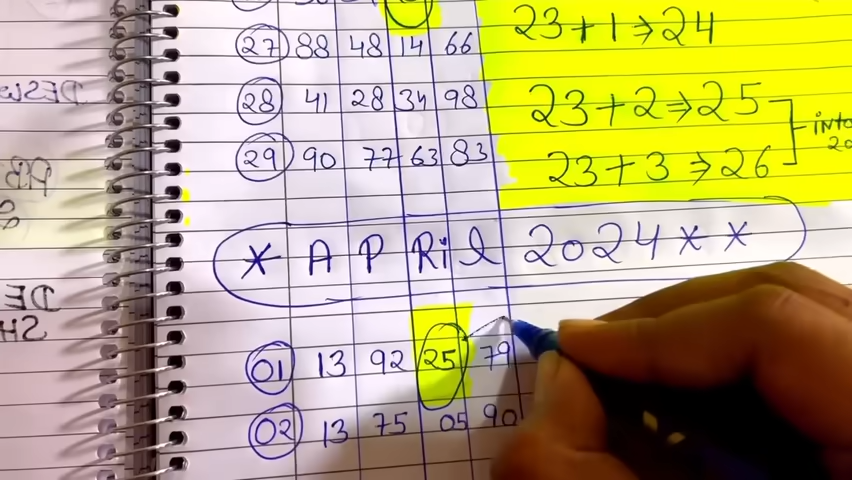 23+1⇒24
27 88 48 14 66
28 41 28 34 98
23+2⇒25
into
29 90 77 63 83
23+3⇒26
* APRil 2024 * *
01 13 92 25 79
02 13 75 05 90